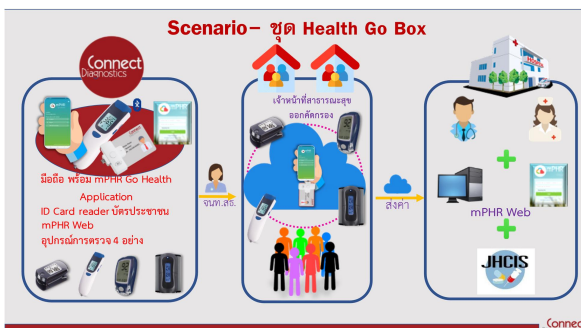 Scenario– ชุด Health Go Box
Connect
Diagnostics
มือถือ พร้อม mPHR Go Health
Application
ID Card reader บัตรประชาชน
mPHR Web
อุปกรณ์การตรวจ 4 อย่าง
จนท.สธ.
เจ้าหน้าที่สาธารณะสุข
ออกคัดกรอง
ส่งค่า
mPHR
mPHR Web
JHCIS
Connec